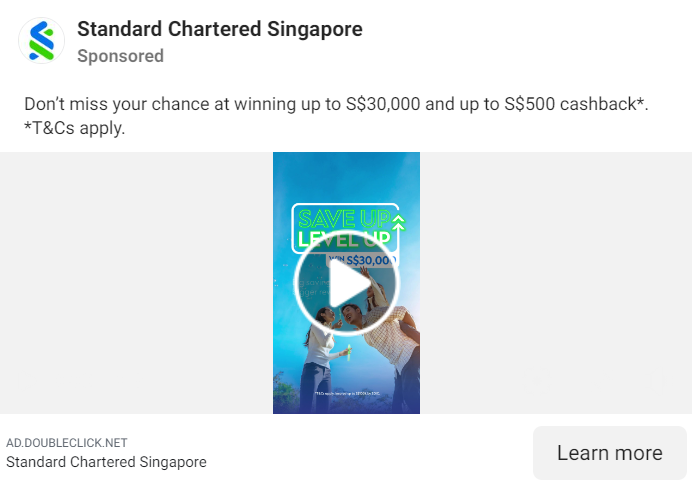 Standard Chartered Singapore
Sponsored
Don't miss your chance at winning up to S$30,000 and up to S$500 cashback*.
*T&Cs apply.
SAVE UP
LEVEL UP
WIN S$30,000
AD.DOUBLECLICK.NET
Standard Chartered Singapore
Learn more